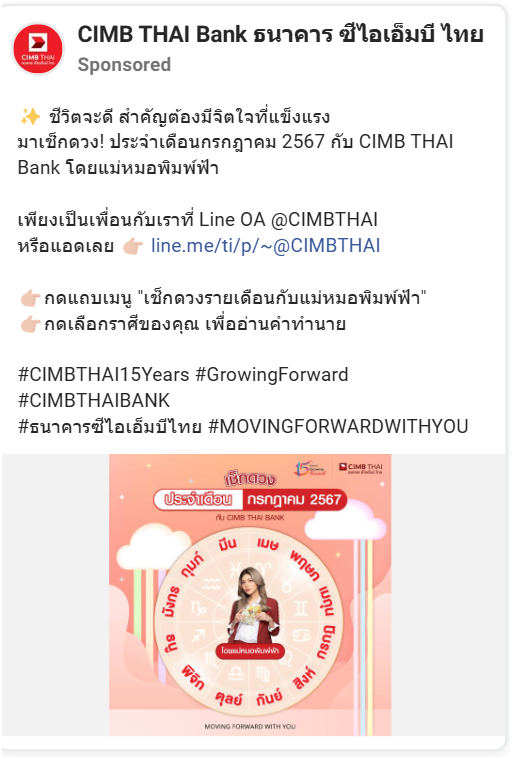 CIMB THAI Bank ธนาคาร ซีไอเอ็มบี ไทย
Sponsored
✨ ชีวิตจะดี สำคัญต้องมีจิตใจที่แข็งแรง
มาเช็กดวง! ประจำเดือนกรกฎาคม 2567 กับ CIMB THAI
Bank โดยแม่หมอพิมพ์ฟ้า
เพียงเป็นเพื่อนกับเราที่ Line OA @CIMBTHAI
หรือแอดเลย 👉🏻 line.me/ti/p/~@CIMBTHAI
👉🏻กดแถบเมนู "เช็กดวงรายเดือนกับแม่หมอพิมพ์ฟ้า"
👉🏻กดเลือกราศีของคุณ เพื่ออ่านคำทำนาย
#CIMBTHAI15Years #GrowingForward
#CIMBTHAIBANK
#ธนาคารซีไอเอ็มบีไทย #MOVINGFORWARDWITHYOU
CIMB THAI
15
CIMB THAI
เช็กดวง
ประจำเดือน กรกฎาคม 2567
กับ CIMB THAI BANK
มีน
เมษ
พฤษภ
เมถุน
กรกฎ
สิงห์
กันย์
ตุลย์
พิจิก
ธนู
มังกร
กุมภ์
โดยแม่หมอพิมพ์ฟ้า
MOVING FORWARD WITH YOU